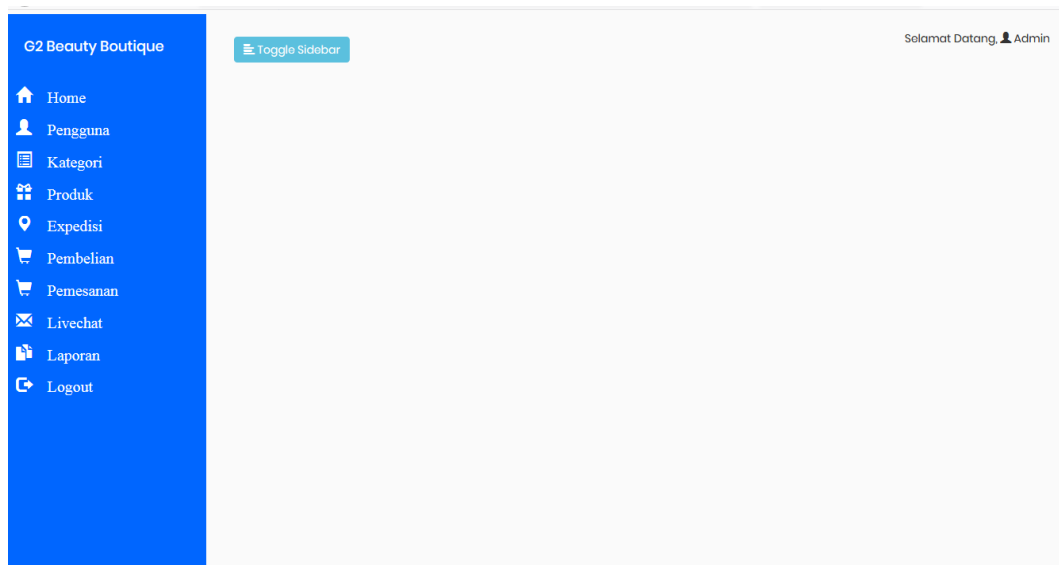 G2 Beauty Boutique
Toggle Sidebar
Selamat Datang, Admin
Home
Pengguna
Kategori
Produk
Expedisi
Pembelian
Pemesanan
Livechat
Laporan
Logout